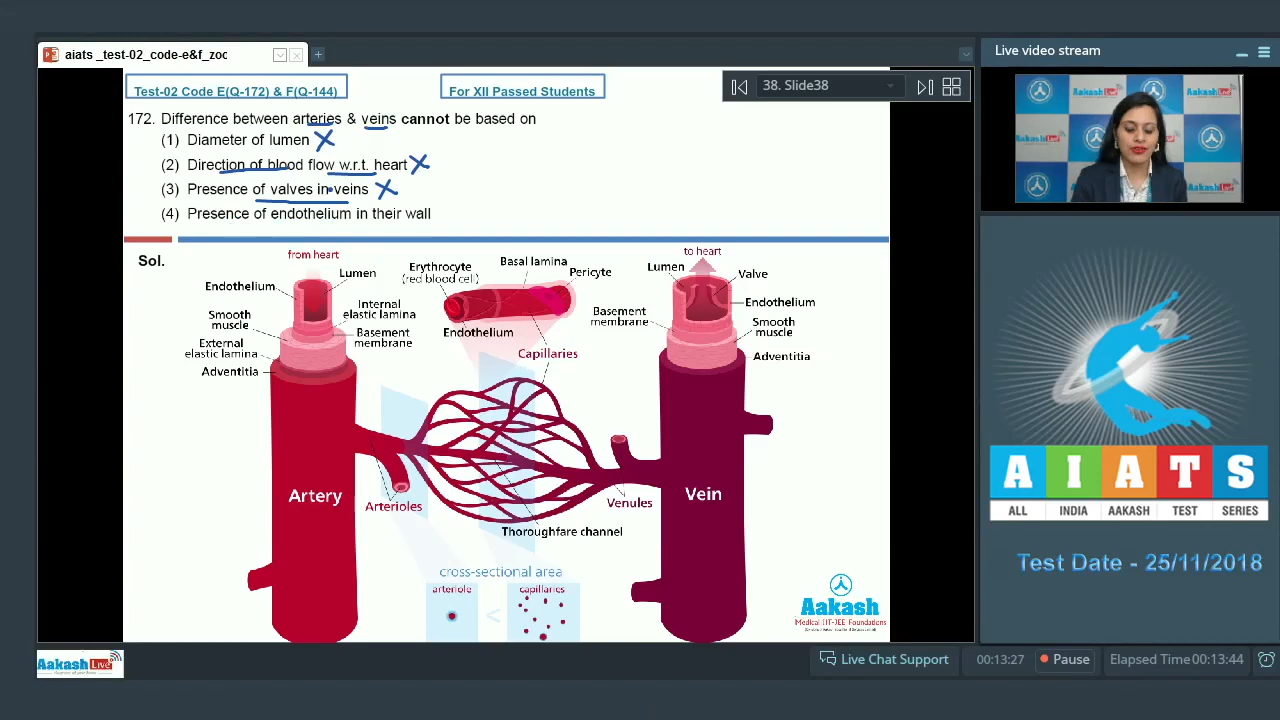 aiats _test-02_code-e&f_zoc
Live video stream
38. Slide38
Test-02 Code E(Q-172) & F(Q-144)
For XII Passed Students
172. Difference between arteries & veins cannot be based on
(1) Diameter of lumen
(2) Direction of blood flow w.r.t. heart
(3) Presence of valves in veins
(4) Presence of endothelium in their wall
Sol.
from heart
Lumen
Endothelium
Internal
elastic lamina
Smooth
muscle
Basement
membrane
External
elastic lamina
Adventitia
Erythrocyte
(red blood cell)
Basal lamina
Pericyte
Endothelium
Capillaries
to heart
Lumen
Valve
Endothelium
Basement
membrane
Smooth
muscle
Adventitia
Artery
Arterioles
Venules
Vein
Thoroughfare channel
cross-sectional area
arteriole
<
capillaries
Aakash
Medical|IIT-JEE|Foundations
Aakash
A I A T S
ALL INDIA AAKASH TEST SERIES
Test Date - 25/11/2018
Aakash Live
Live Chat Support
00:13:27
Pause
Elapsed Time 00:13:44